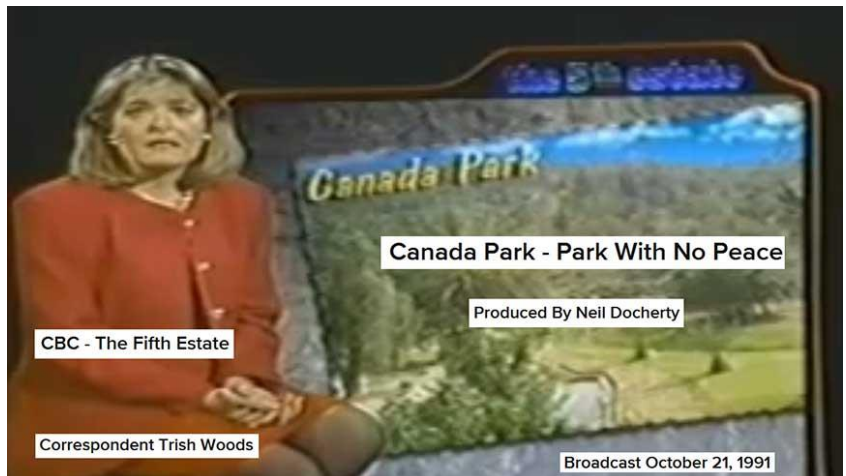 the 5th estate
Canada Park
Canada Park - Park With No Peace
Produced By Neil Docherty
CBC - The Fifth Estate
Correspondent Trish Woods
Broadcast October 21, 1991